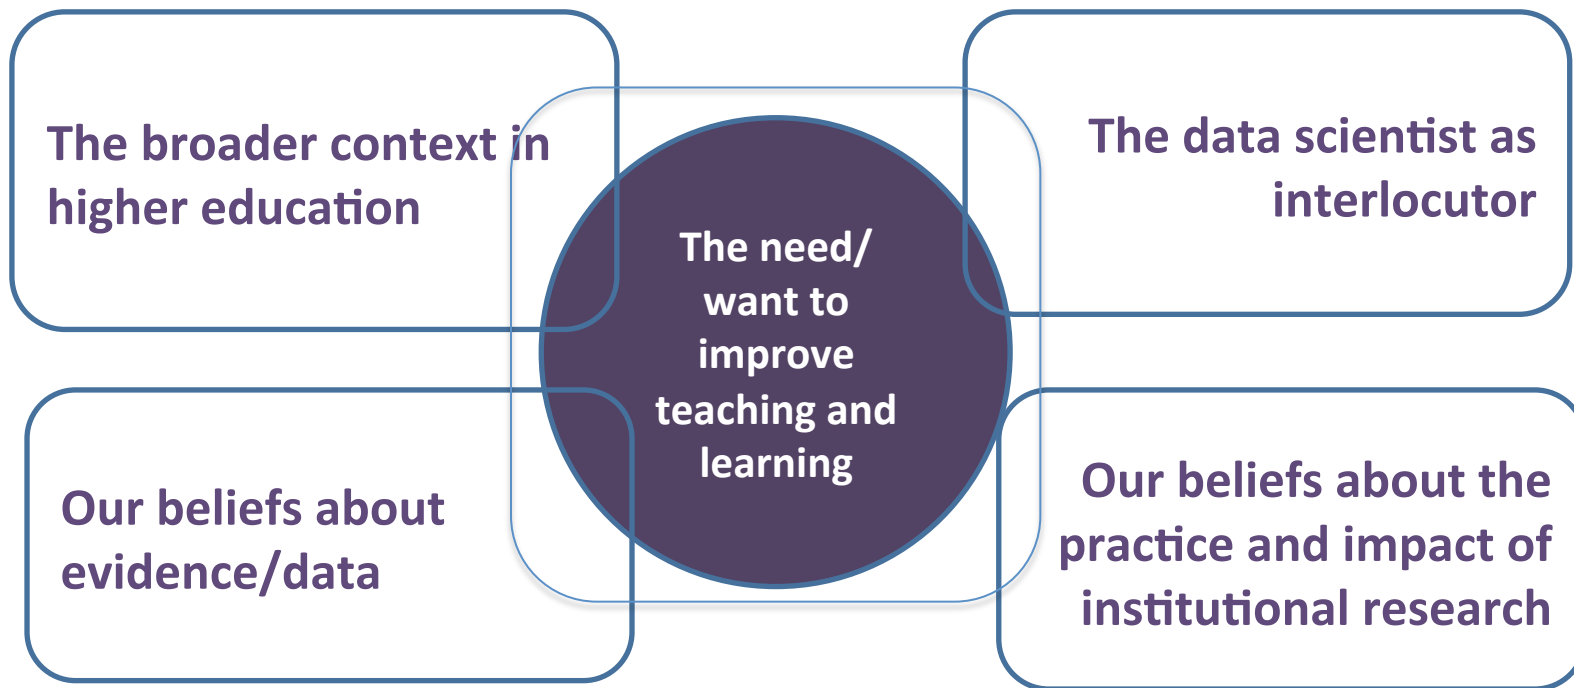 The broader context in
higher education
The data scientist as
interlocutor
The need/
want to
improve
teaching and
learning
Our beliefs about
evidence/data
Our beliefs about the
practice and impact of
institutional research